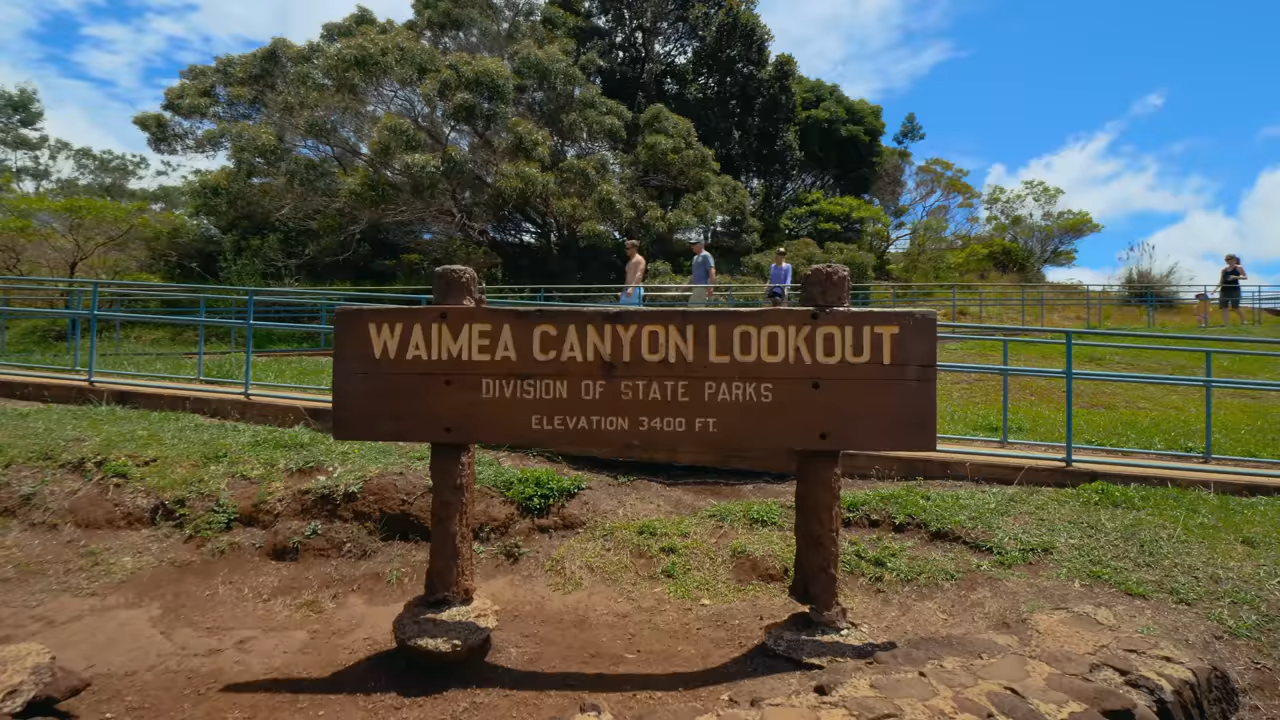 WAIMEA CANYON LOOKOUT
DIVISION OF STATE PARKS
ELEVATION 3400 FT.